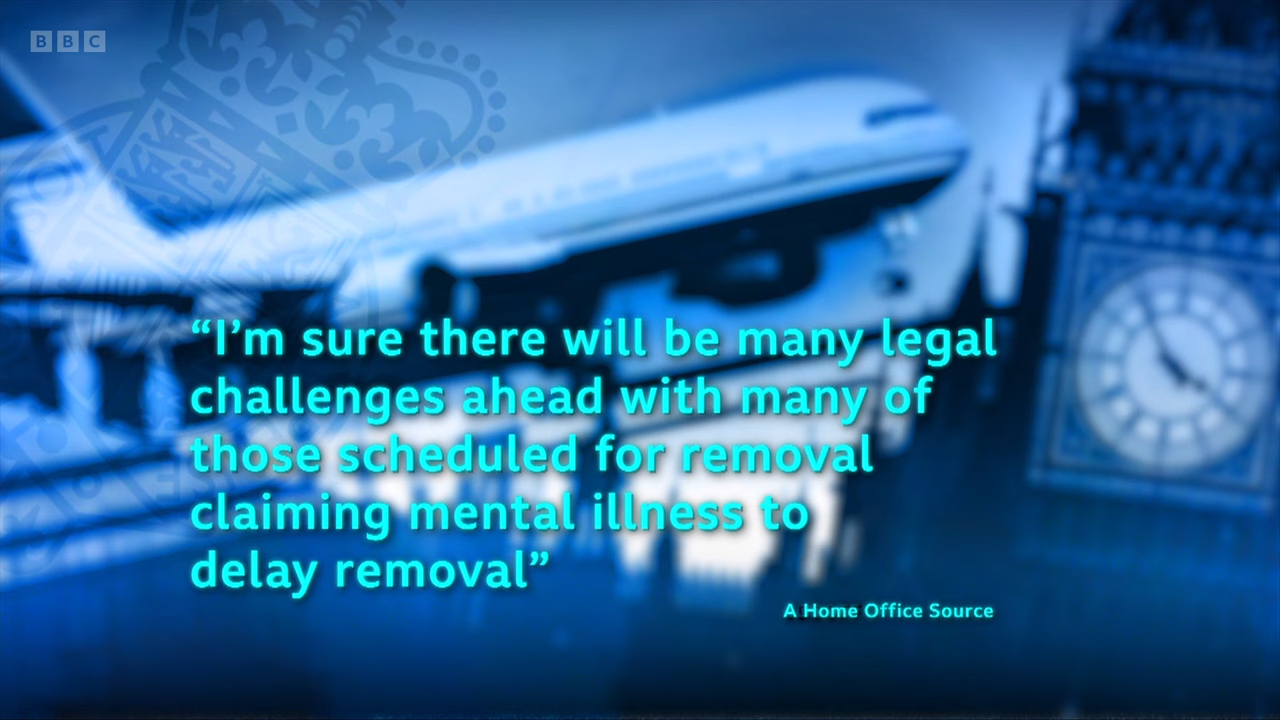 BBC
“I’m sure there will be many legal
challenges ahead with many of
those scheduled for removal
claiming mental illness to
delay removal”
A Home Office Source